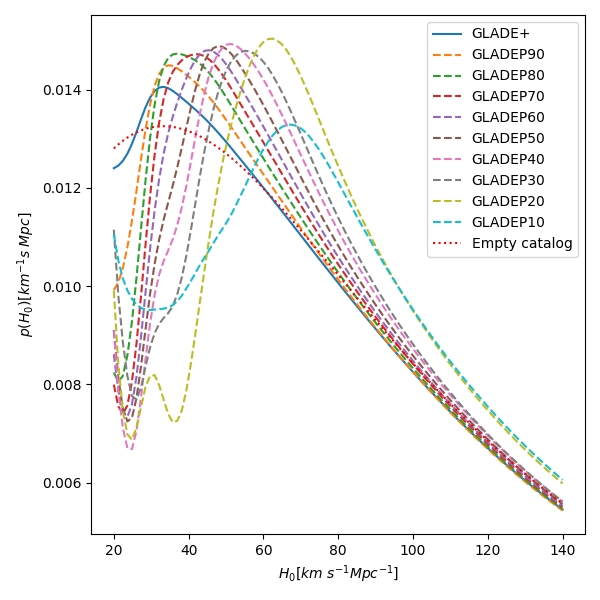 GLADE+
GLADEP90
GLADEP80
GLADEP70
GLADEP60
GLADEP50
GLADEP40
GLADEP30
GLADEP20
GLADEP10
Empty catalog
0.014
0.012
0.010
0.008
0.006
p(H₀)[km⁻¹s Mpc]
20 40 60 80 100 120 140
H₀[km s⁻¹Mpc⁻¹]